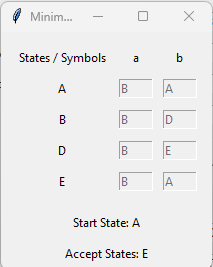 Minim...
States / Symbols a b
A B A
B B D
D B E
E B A
Start State: A
Accept States: E